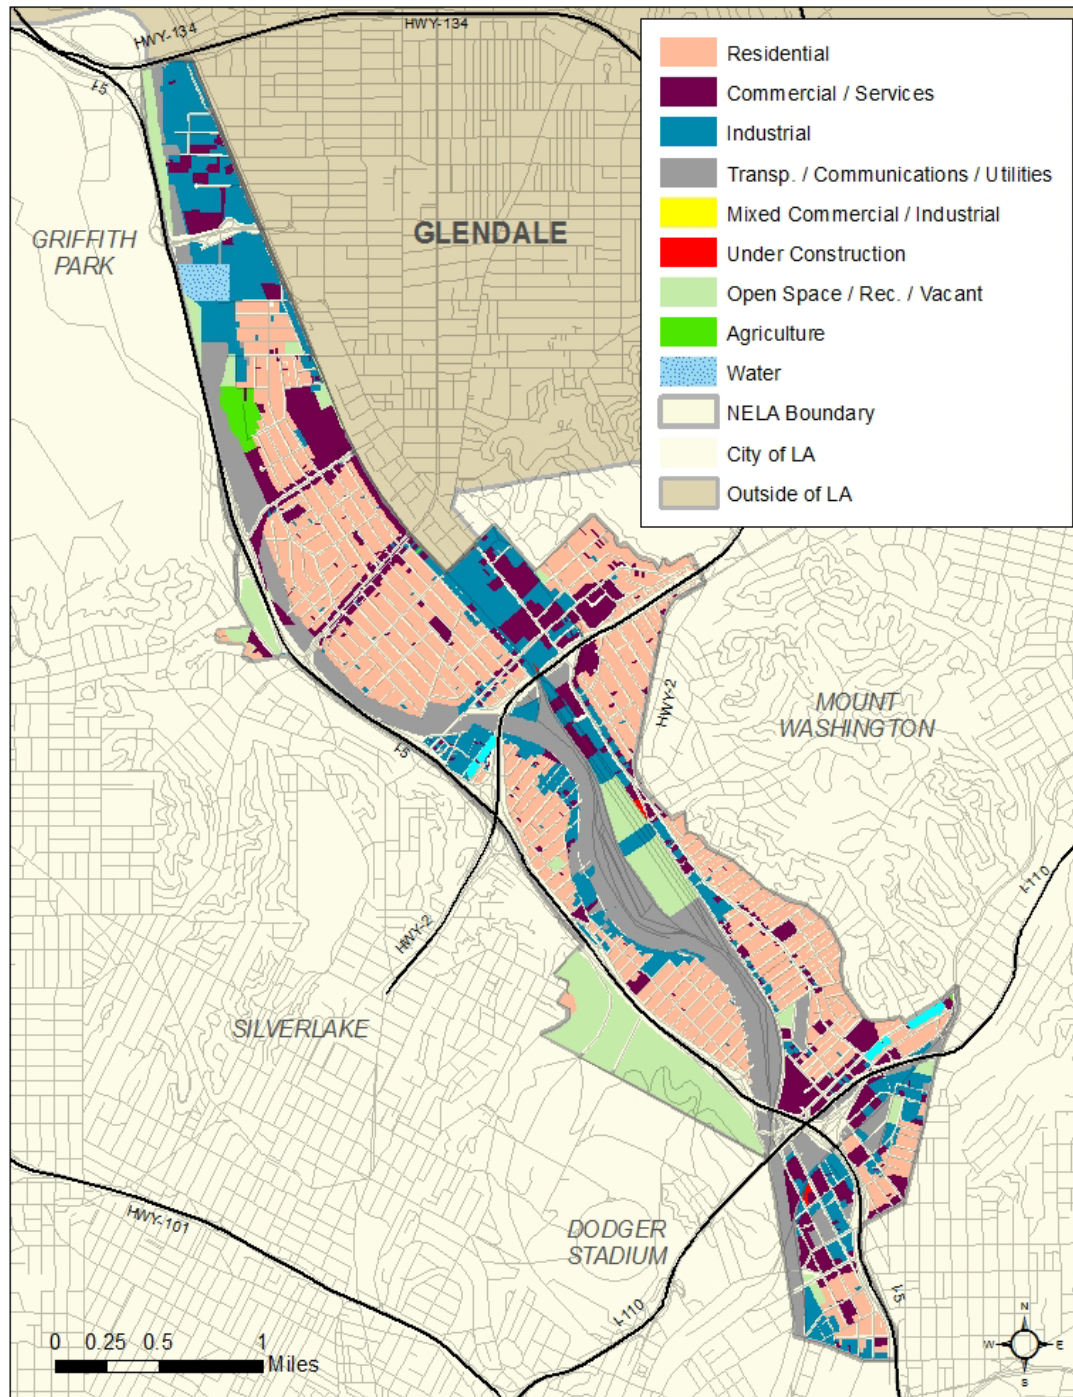 HWY-134
HWY-134
I-5
Residential
Commercial / Services
Industrial
Transp. / Communications / Utilities
Mixed Commercial / Industrial
Under Construction
Open Space / Rec. / Vacant
Agriculture
Water
NELA Boundary
City of LA
Outside of LA
GRIFFITH
PARK
GLENDALE
HWY-2
MOUNT
WASHINGTON
I-5
I-110
HWY-2
SILVERLAKE
HWY-101
DODGER
STADIUM
I-5
I-110
0 0.25 0.5 1
Miles
N
W E
S